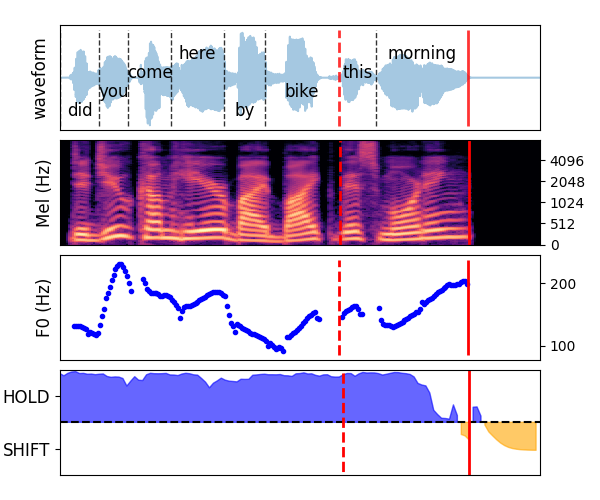 waveform
did
you
come
here
by
bike
this
morning
Mel (Hz)
4096
2048
1024
512
0
F0 (Hz)
200
100
HOLD
SHIFT